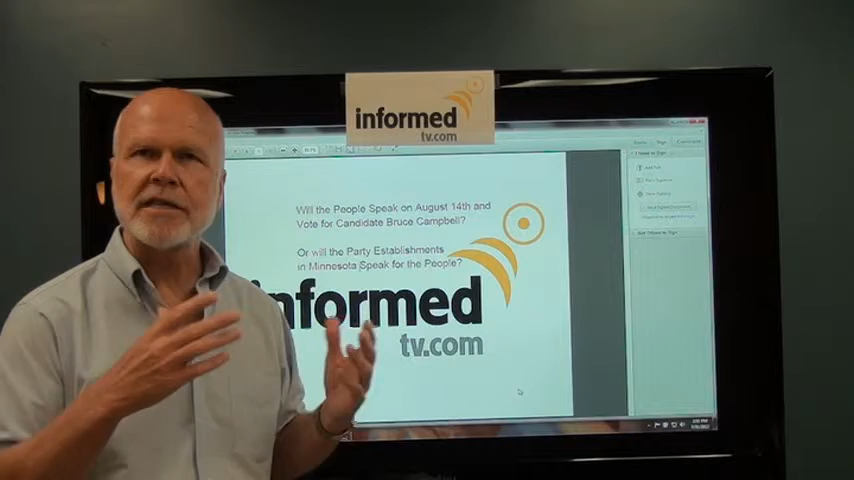 informed
tv.com
Will the People Speak on August 14th and
Vote for Candidate Bruce Campbell?
Or will the Party Establishments
in Minnesota Speak for the People?
informed
tv.com